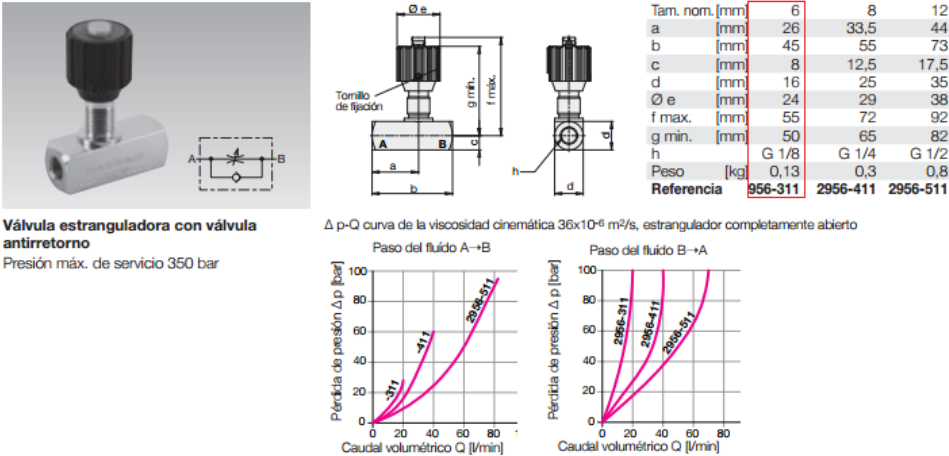 Tam. nom. [mm] 6 8 12
a [mm] 26 33,5 44
b [mm] 45 55 73
c [mm] 8 12,5 17,5
d [mm] 16 25 35
Ø e [mm] 24 29 38
f max. [mm] 55 72 92
g min. [mm] 50 65 82
h G 1/8 G 1/4 G 1/2
Peso [kg] 0,13 0,3 0,8
Referencia 956-311 2956-411 2956-511
Ø e
Tornillo
de fijación
g mín.
f máx.
A B
c
a
b
h
d
d
A B
Válvula estranguladora con válvula
antirretorno
Presión máx. de servicio 350 bar
Δ p-Q curva de la viscosidad cinemática 36x10-6 m²/s, estrangulador completamente abierto
Paso del fluído A→B
Pérdida de presión Δ p [bar]
100
80
60
40
20
0
-311
-411
2956-511
0 20 40 60 80
Caudal volumétrico Q [l/min]
Paso del fluído B→A
Pérdida de presión Δ p [bar]
100
80
60
40
20
0
2956-311
2956-411
2956-511
0 20 40 60 80
Caudal volumétrico Q [l/min]